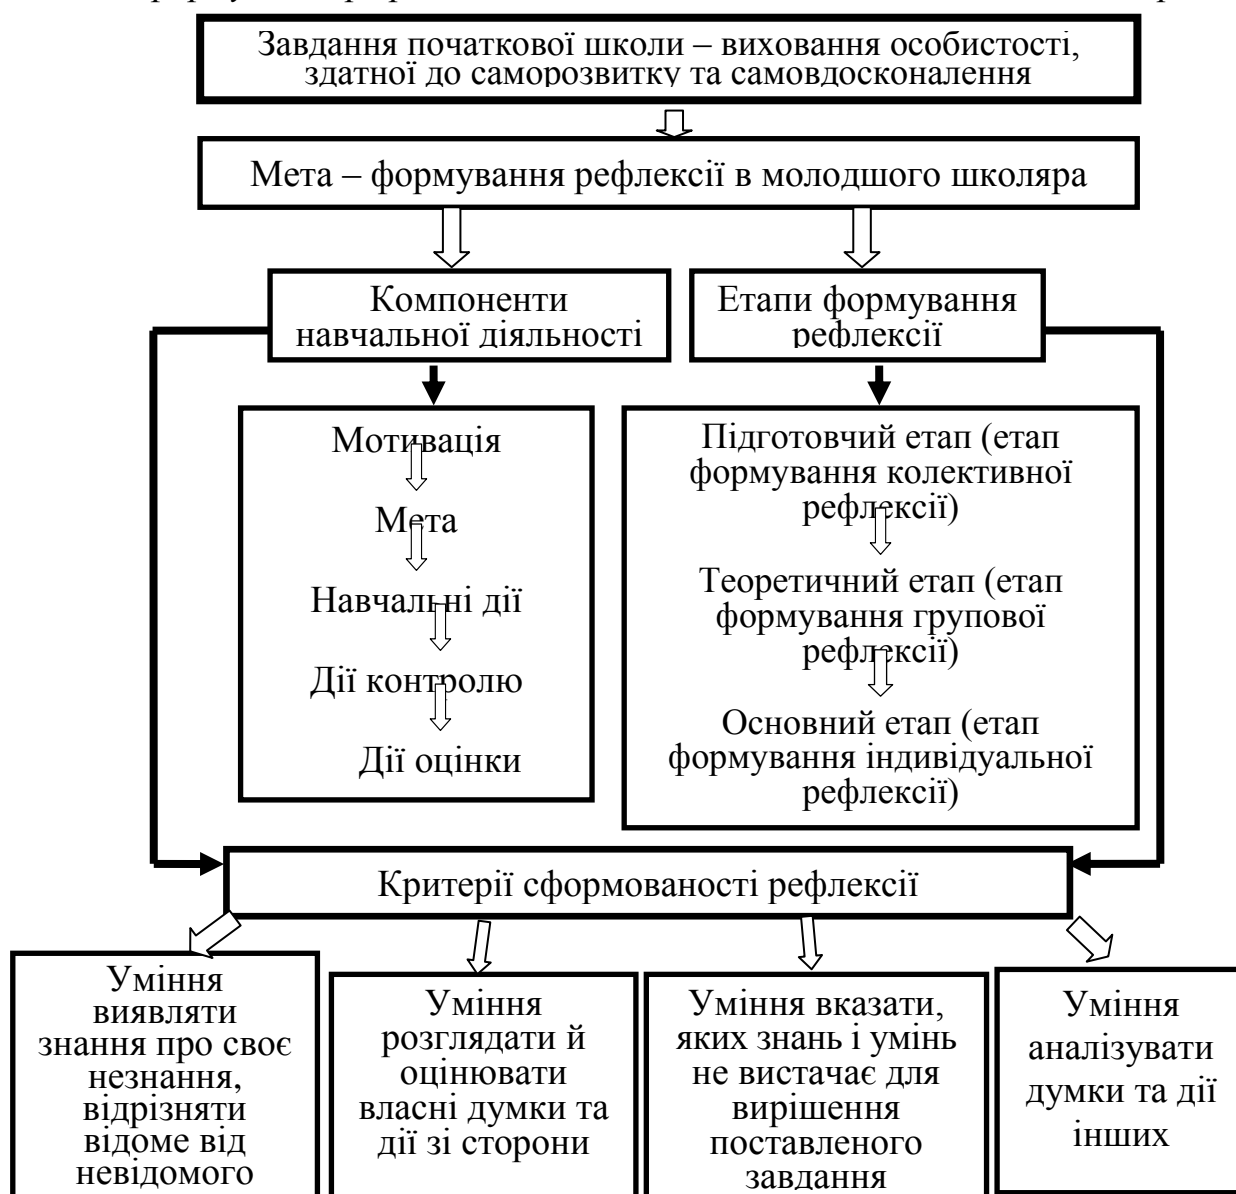 Завдання початкової школи – виховання особистості,
здатної до саморозвитку та самовдосконалення
Мета – формування рефлексії в молодшого школяра
Компоненти
навчальної діяльності
Етапи формування
рефлексії
Мотивація
Мета
Навчальні дії
Дії контролю
Дії оцінки
Підготовчий етап (етап
формування колективної
рефлексії)
Теоретичний етап (етап
формування групової
рефлексії)
Основний етап (етап
формування індивідуальної
рефлексії)
Критерії сформованості рефлексії
Уміння
виявляти
знання про своє
незнання,
відрізняти
відоме від
невідомого
Уміння
розглядати й
оцінювати
власні думки та
дії зі сторони
Уміння вказати,
яких знань і умінь
не вистачає для
вирішення
поставленого
завдання
Уміння
аналізувати
думки та дії
інших